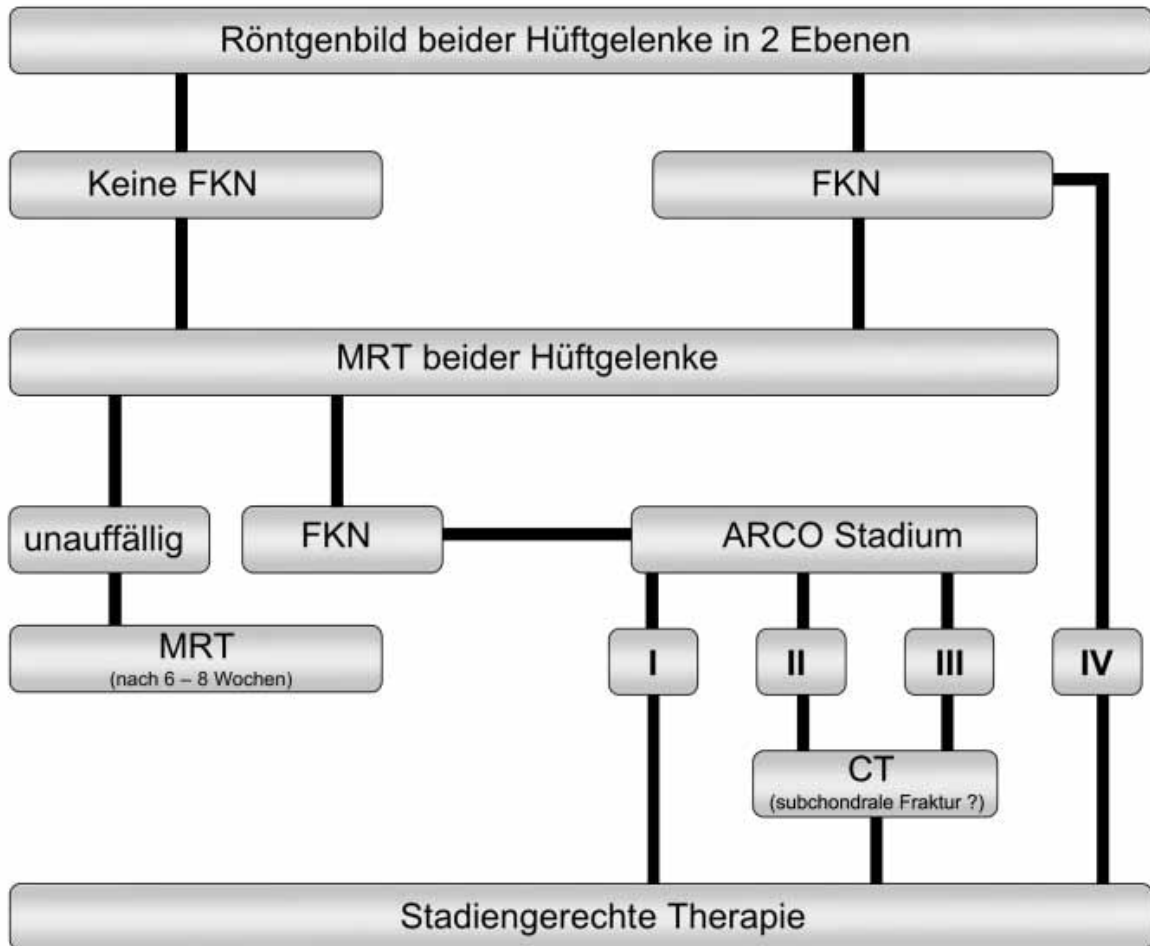 Röntgenbild beider Hüftgelenke in 2 Ebenen
Keine FKN
FKN
MRT beider Hüftgelenke
unauffällig
FKN
ARCO Stadium
MRT
(nach 6 – 8 Wochen)
I
II
III
IV
CT
(subchondrale Fraktur ?)
Stadiengerechte Therapie